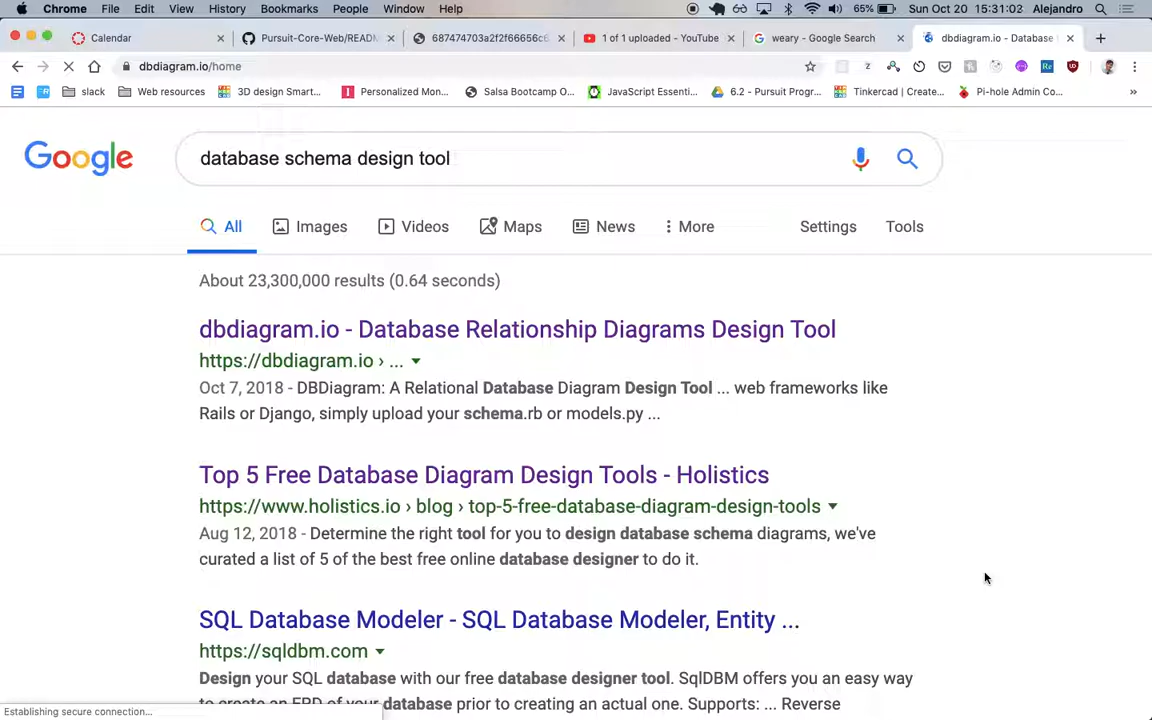 Chrome File Edit View History Bookmarks People Window Help 65% Sun Oct 20 15:31:02 Alejandro
Calendar Pursuit-Core-Web/READM 687474703a2f2f66656c6 1 of 1 uploaded - YouTube weary - Google Search dbdiagram.io - Database
dbdiagram.io/home
slack Web resources 3D design Smart... Personalized Mon... Salsa Bootcamp O... JavaScript Essenti... 6.2 - Pursuit Progr... Tinkercad | Create... Pi-hole Admin Co...
Google database schema design tool
All Images Videos Maps News More Settings Tools
About 23,300,000 results (0.64 seconds)
dbdiagram.io - Database Relationship Diagrams Design Tool
https://dbdiagram.io › ...
Oct 7, 2018 - DBDiagram: A Relational Database Diagram Design Tool ... web frameworks like
Rails or Django, simply upload your schema.rb or models.py ...
Top 5 Free Database Diagram Design Tools - Holistics
https://www.holistics.io › blog › top-5-free-database-diagram-design-tools
Aug 12, 2018 - Determine the right tool for you to design database schema diagrams, we've
curated a list of 5 of the best free online database designer to do it.
SQL Database Modeler - SQL Database Modeler, Entity ...
https://sqldbm.com
Design your SQL database with our free database designer tool. SqlDBM offers you an easy way
to create an ERD of your database prior to creating an actual one. Supports: ... Reverse
Establishing secure connection...